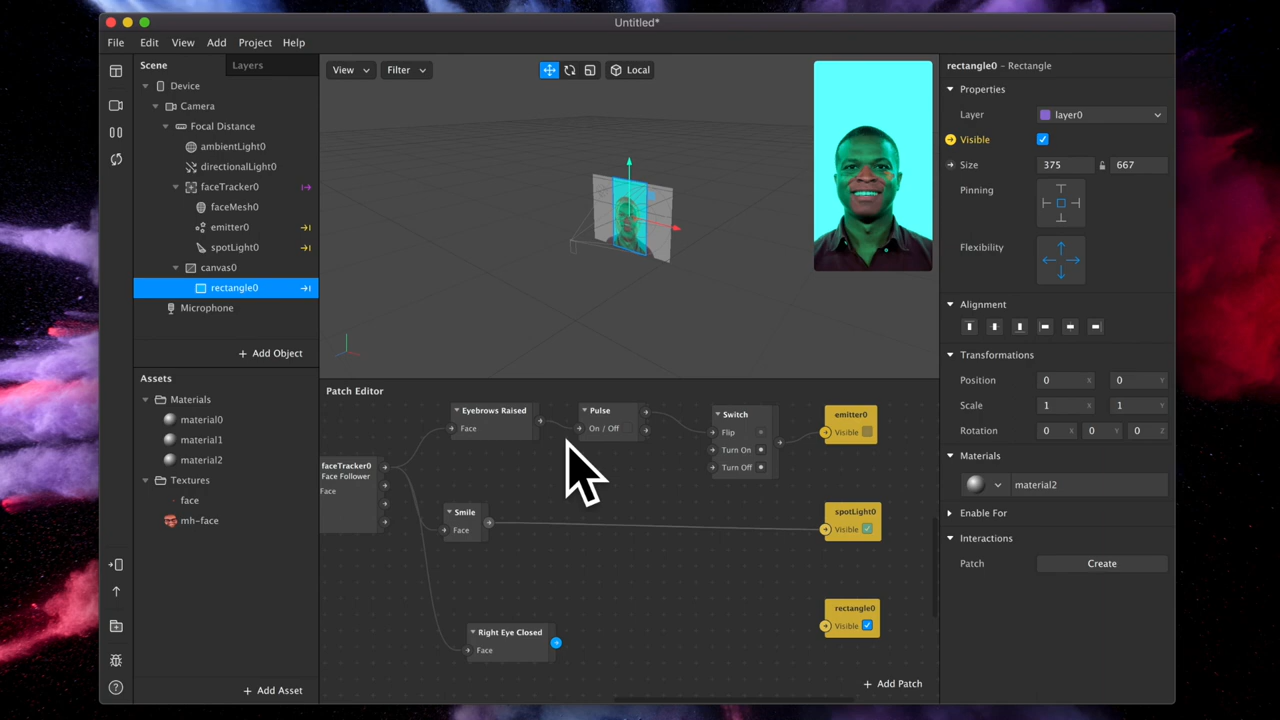 Untitled*
File Edit View Add Project Help
Scene Layers
Device
Camera
Focal Distance
ambientLight0
directionalLight0
faceTracker0
faceMesh0
emitter0
spotLight0
canvas0
rectangle0
Microphone
+ Add Object
Assets
Materials
material0
material1
material2
Textures
face
mh-face
+ Add Asset
View Filter Local
Patch Editor
faceTracker0
Face Follower
Face
Eyebrows Raised
Face
Pulse
On / Off
Switch
Flip
Turn On
Turn Off
emitter0
Visible
Smile
Face
spotLight0
Visible
Right Eye Closed
Face
rectangle0
Visible
+ Add Patch
rectangle0 – Rectangle
Properties
Layer layer0
Visible
Size 375 667
Pinning
Flexibility
Alignment
Transformations
Position 0 X 0 Y
Scale 1 X 1 Y
Rotation 0 X 0 Y 0 Z
Materials
material2
Enable For
Interactions
Patch Create